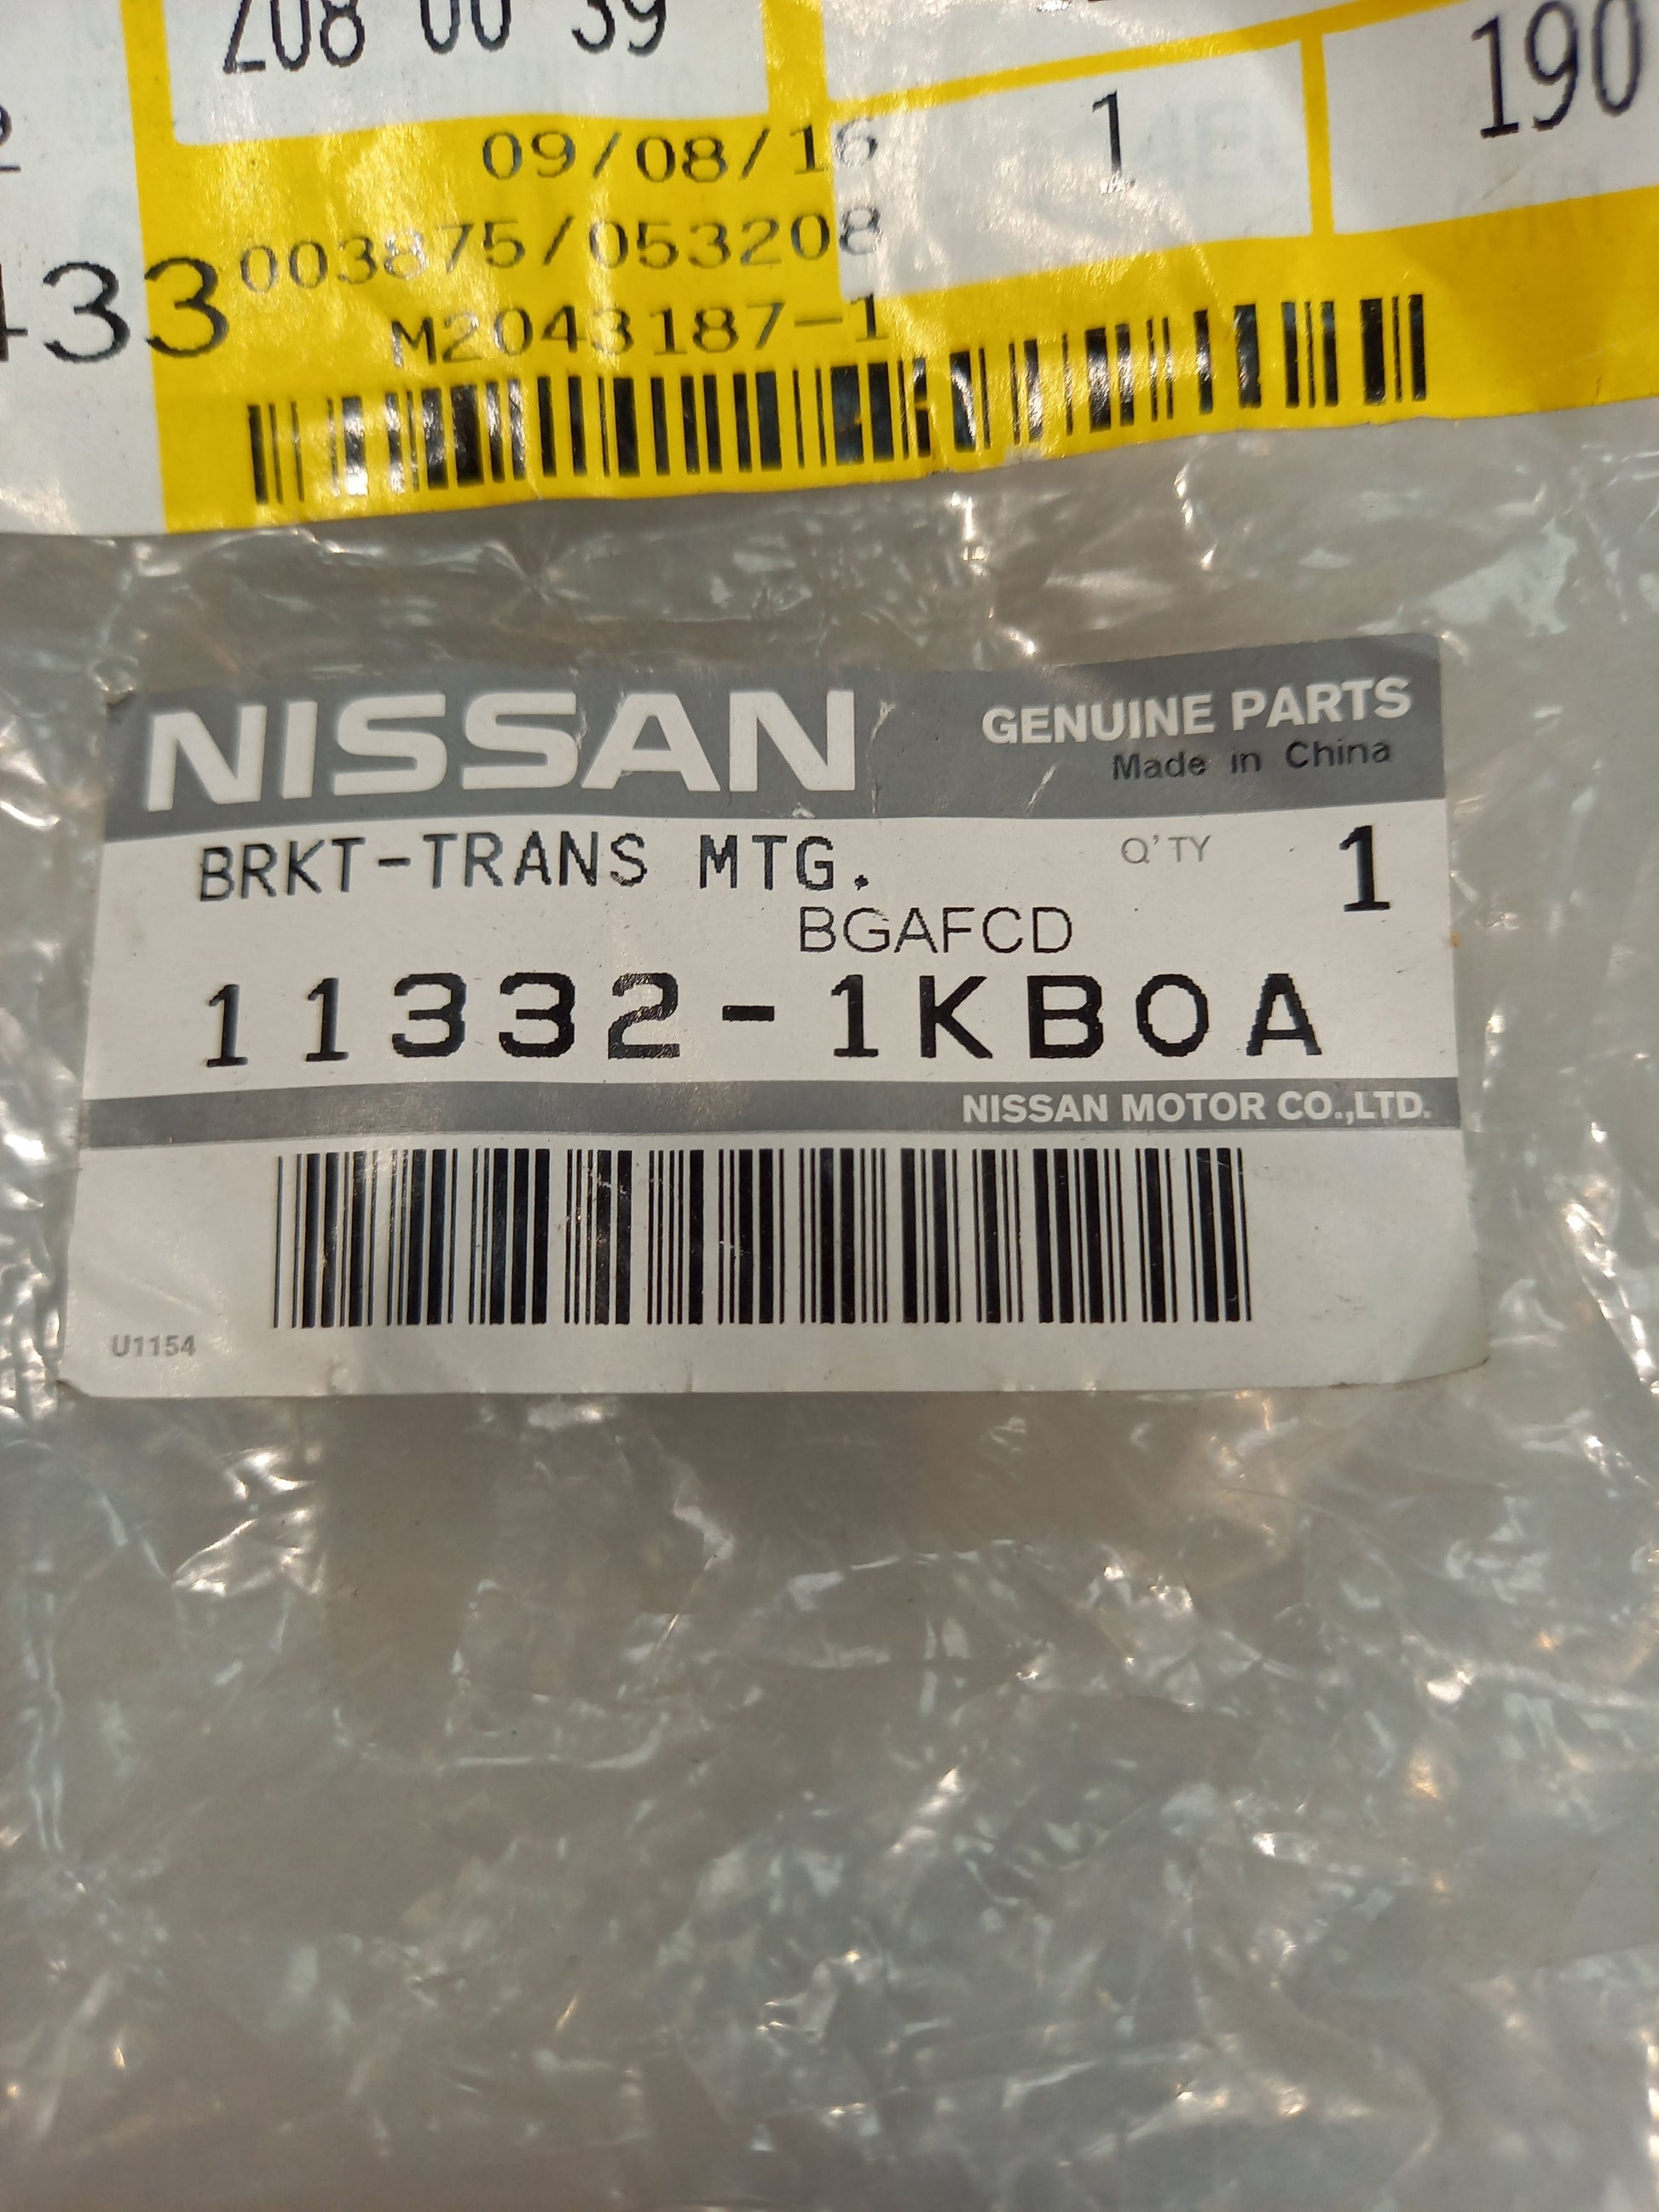 208 00 39
1
190
09/08/16
003875/053208
433
M2043187-1
NISSAN
GENUINE PARTS
Made in China
BRKT-TRANS MTG.
Q'TY 1
BGAFCD
11332-1KB0A
NISSAN MOTOR CO.,LTD.
U1154